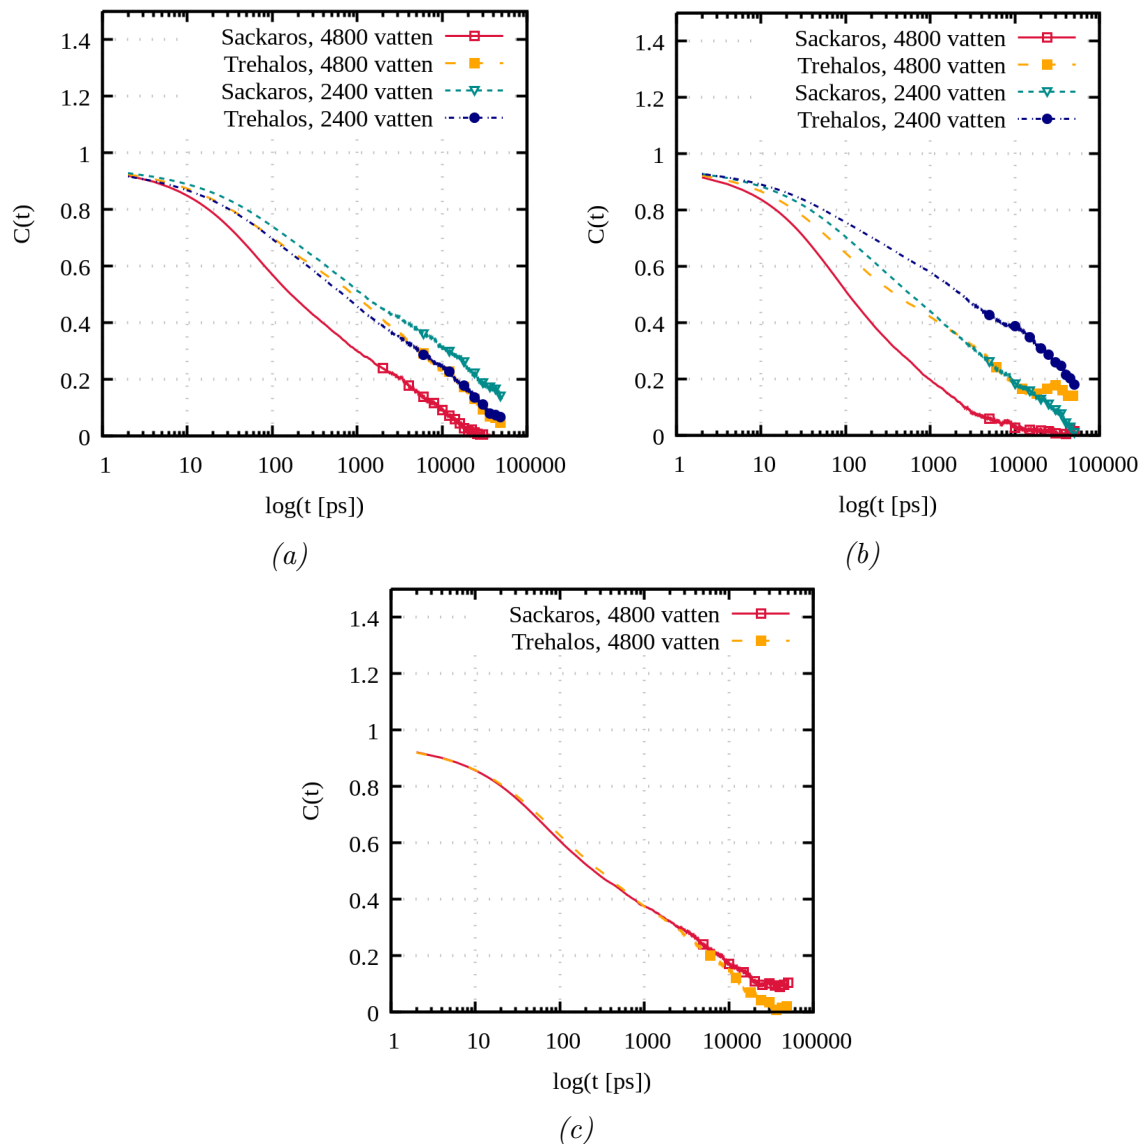 Sackaros, 4800 vatten
Trehalos, 4800 vatten
Sackaros, 2400 vatten
Trehalos, 2400 vatten
1.4
1.2
1
0.8
0.6
0.4
0.2
0
C(t)
1 10 100 1000 10000 100000
log(t [ps])
(a)
Sackaros, 4800 vatten
Trehalos, 4800 vatten
Sackaros, 2400 vatten
Trehalos, 2400 vatten
1.4
1.2
1
0.8
0.6
0.4
0.2
0
C(t)
1 10 100 1000 10000 100000
log(t [ps])
(b)
Sackaros, 4800 vatten
Trehalos, 4800 vatten
1.4
1.2
1
0.8
0.6
0.4
0.2
0
C(t)
1 10 100 1000 10000 100000
log(t [ps])
(c)